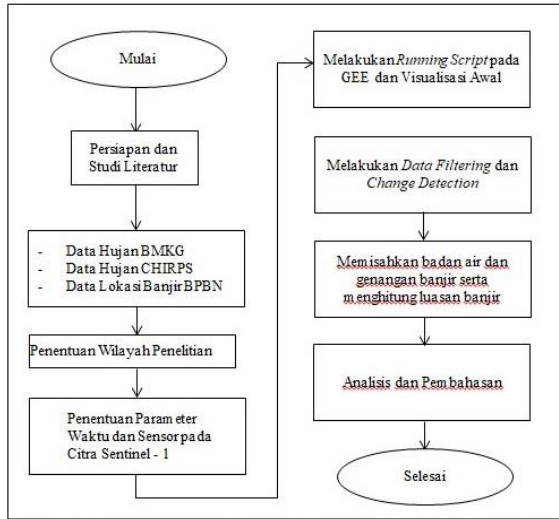 Mulai
Persiapan dan
Studi Literatur
- Data Hujan BMKG
- Data Hujan CHIRPS
- Data Lokasi Banjir BPBN
Penentuan Wilayah Penelitian
Penentuan Parameter
Waktu dan Sensor pada
Citra Sentinel - 1
Melakukan Running Script pada
GEE dan Visualisasi Awal
Melakukan Data Filtering dan
Change Detection
Memisahkan badan air dan
genangan banjir serta
menghitung luasan banjir
Analisis dan Pembahasan
Selesai